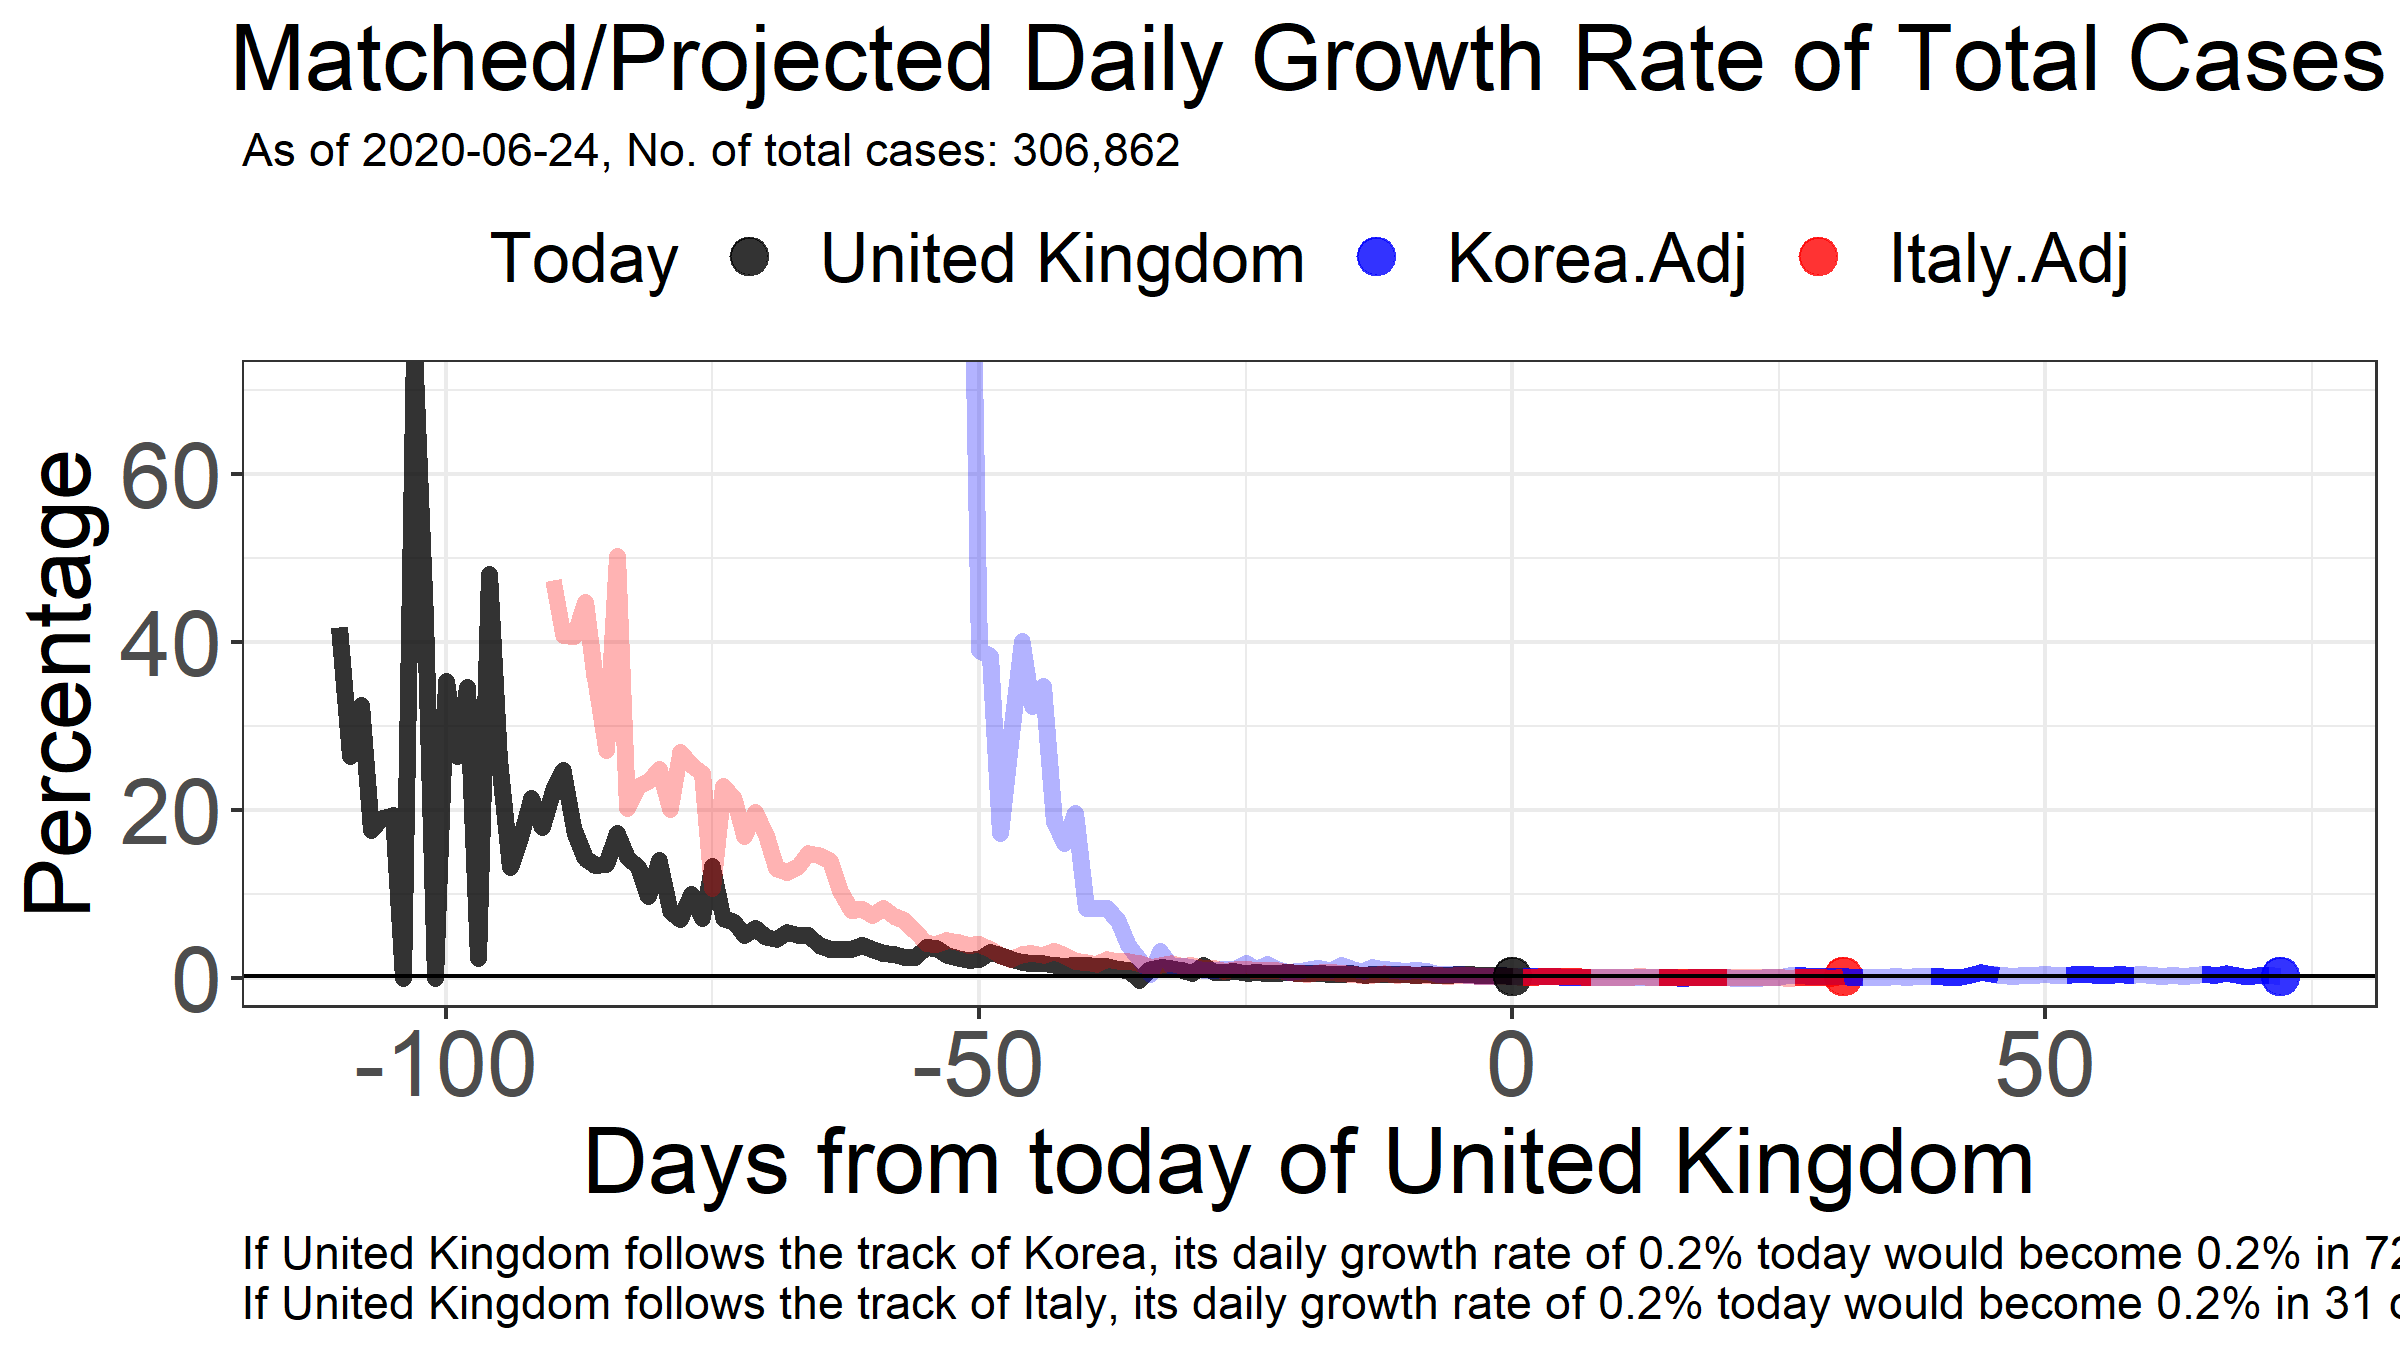 Matched/Projected Daily Growth Rate of Total Cases
As of 2020-06-24, No. of total cases: 306,862
Today United Kingdom Korea.Adj Italy.Adj
Percentage
60
40
20
0
-100 -50 0 50
Days from today of United Kingdom
If United Kingdom follows the track of Korea, its daily growth rate of 0.2% today would become 0.2% in 72
If United Kingdom follows the track of Italy, its daily growth rate of 0.2% today would become 0.2% in 31